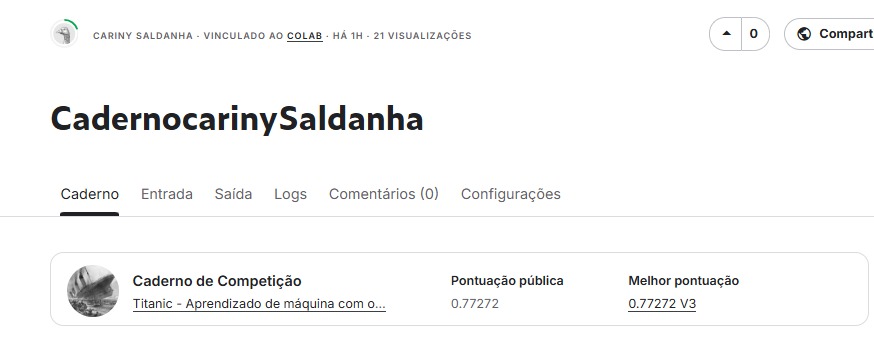 CARINY SALDANHA · VINCULADO AO COLAB · HÁ 1H · 21 VISUALIZAÇÕES
0
Compart
CadernocarinySaldanha
Caderno Entrada Saída Logs Comentários (0) Configurações
Caderno de Competição Pontuação pública Melhor pontuação
Titanic - Aprendizado de máquina com o... 0.77272 0.77272 V3